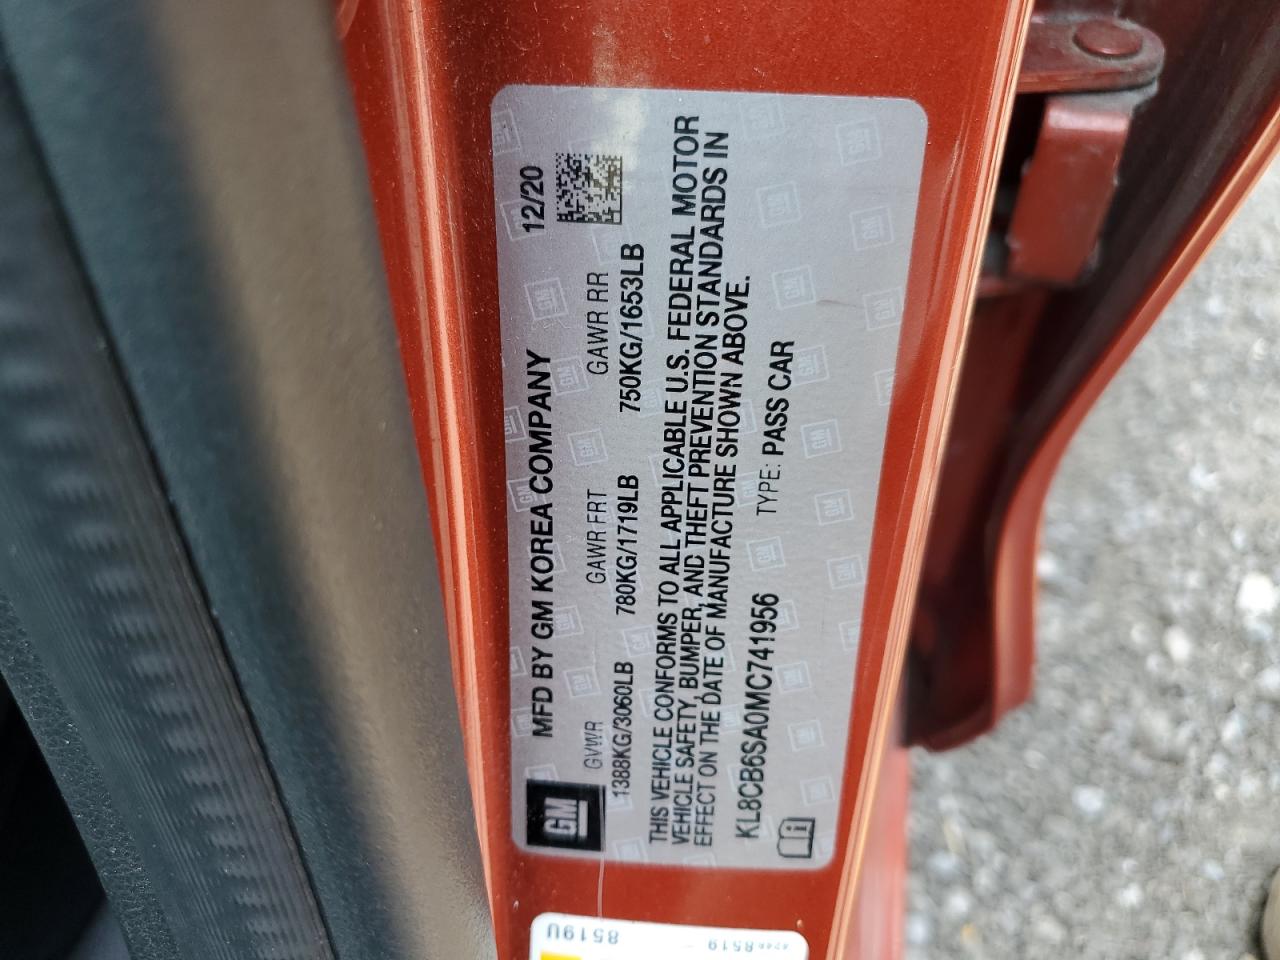 GM
MFD BY GM KOREA COMPANY 12/20
GVWR GAWR FRT GAWR RR
1388KG/3060LB 780KG/1719LB 750KG/1653LB
THIS VEHICLE CONFORMS TO ALL APPLICABLE U.S. FEDERAL MOTOR
VEHICLE SAFETY, BUMPER, AND THEFT PREVENTION STANDARDS IN
EFFECT ON THE DATE OF MANUFACTURE SHOWN ABOVE.
KL8CB6SA0MC741956 TYPE: PASS CAR
8519U
8519